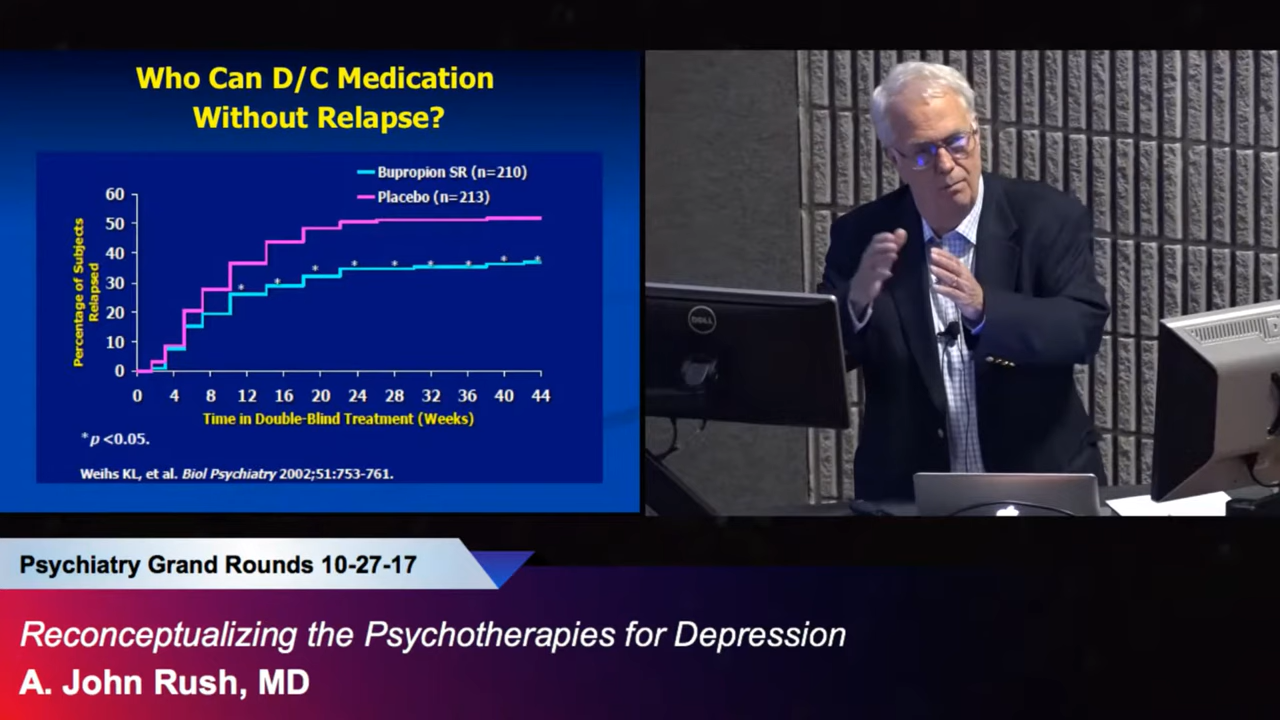 Who Can D/C Medication
Without Relapse?
Bupropion SR (n=210)
Placebo (n=213)
Percentage of Subjects
Relapsed
60
50
40
30
20
10
0
0 4 8 12 16 20 24 28 32 36 40 44
Time in Double-Blind Treatment (Weeks)
*p <0.05.
Weihs KL, et al. Biol Psychiatry 2002;51:753-761.
DELL
Psychiatry Grand Rounds 10-27-17
Reconceptualizing the Psychotherapies for Depression
A. John Rush, MD